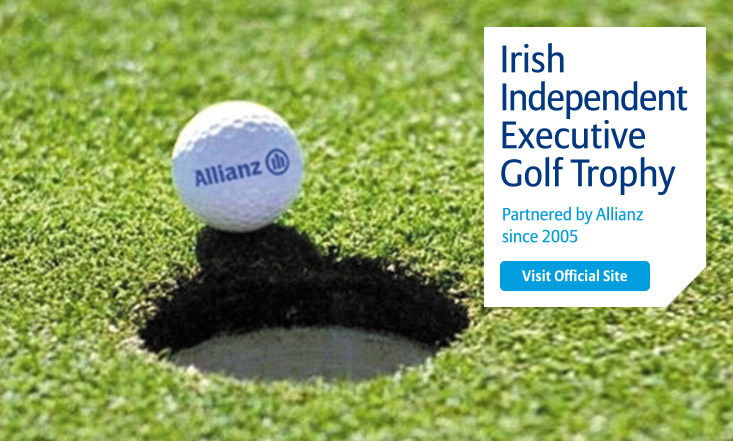 Allianz
Irish
Independent
Executive
Golf Trophy
Partnered by Allianz
since 2005
Visit Official Site